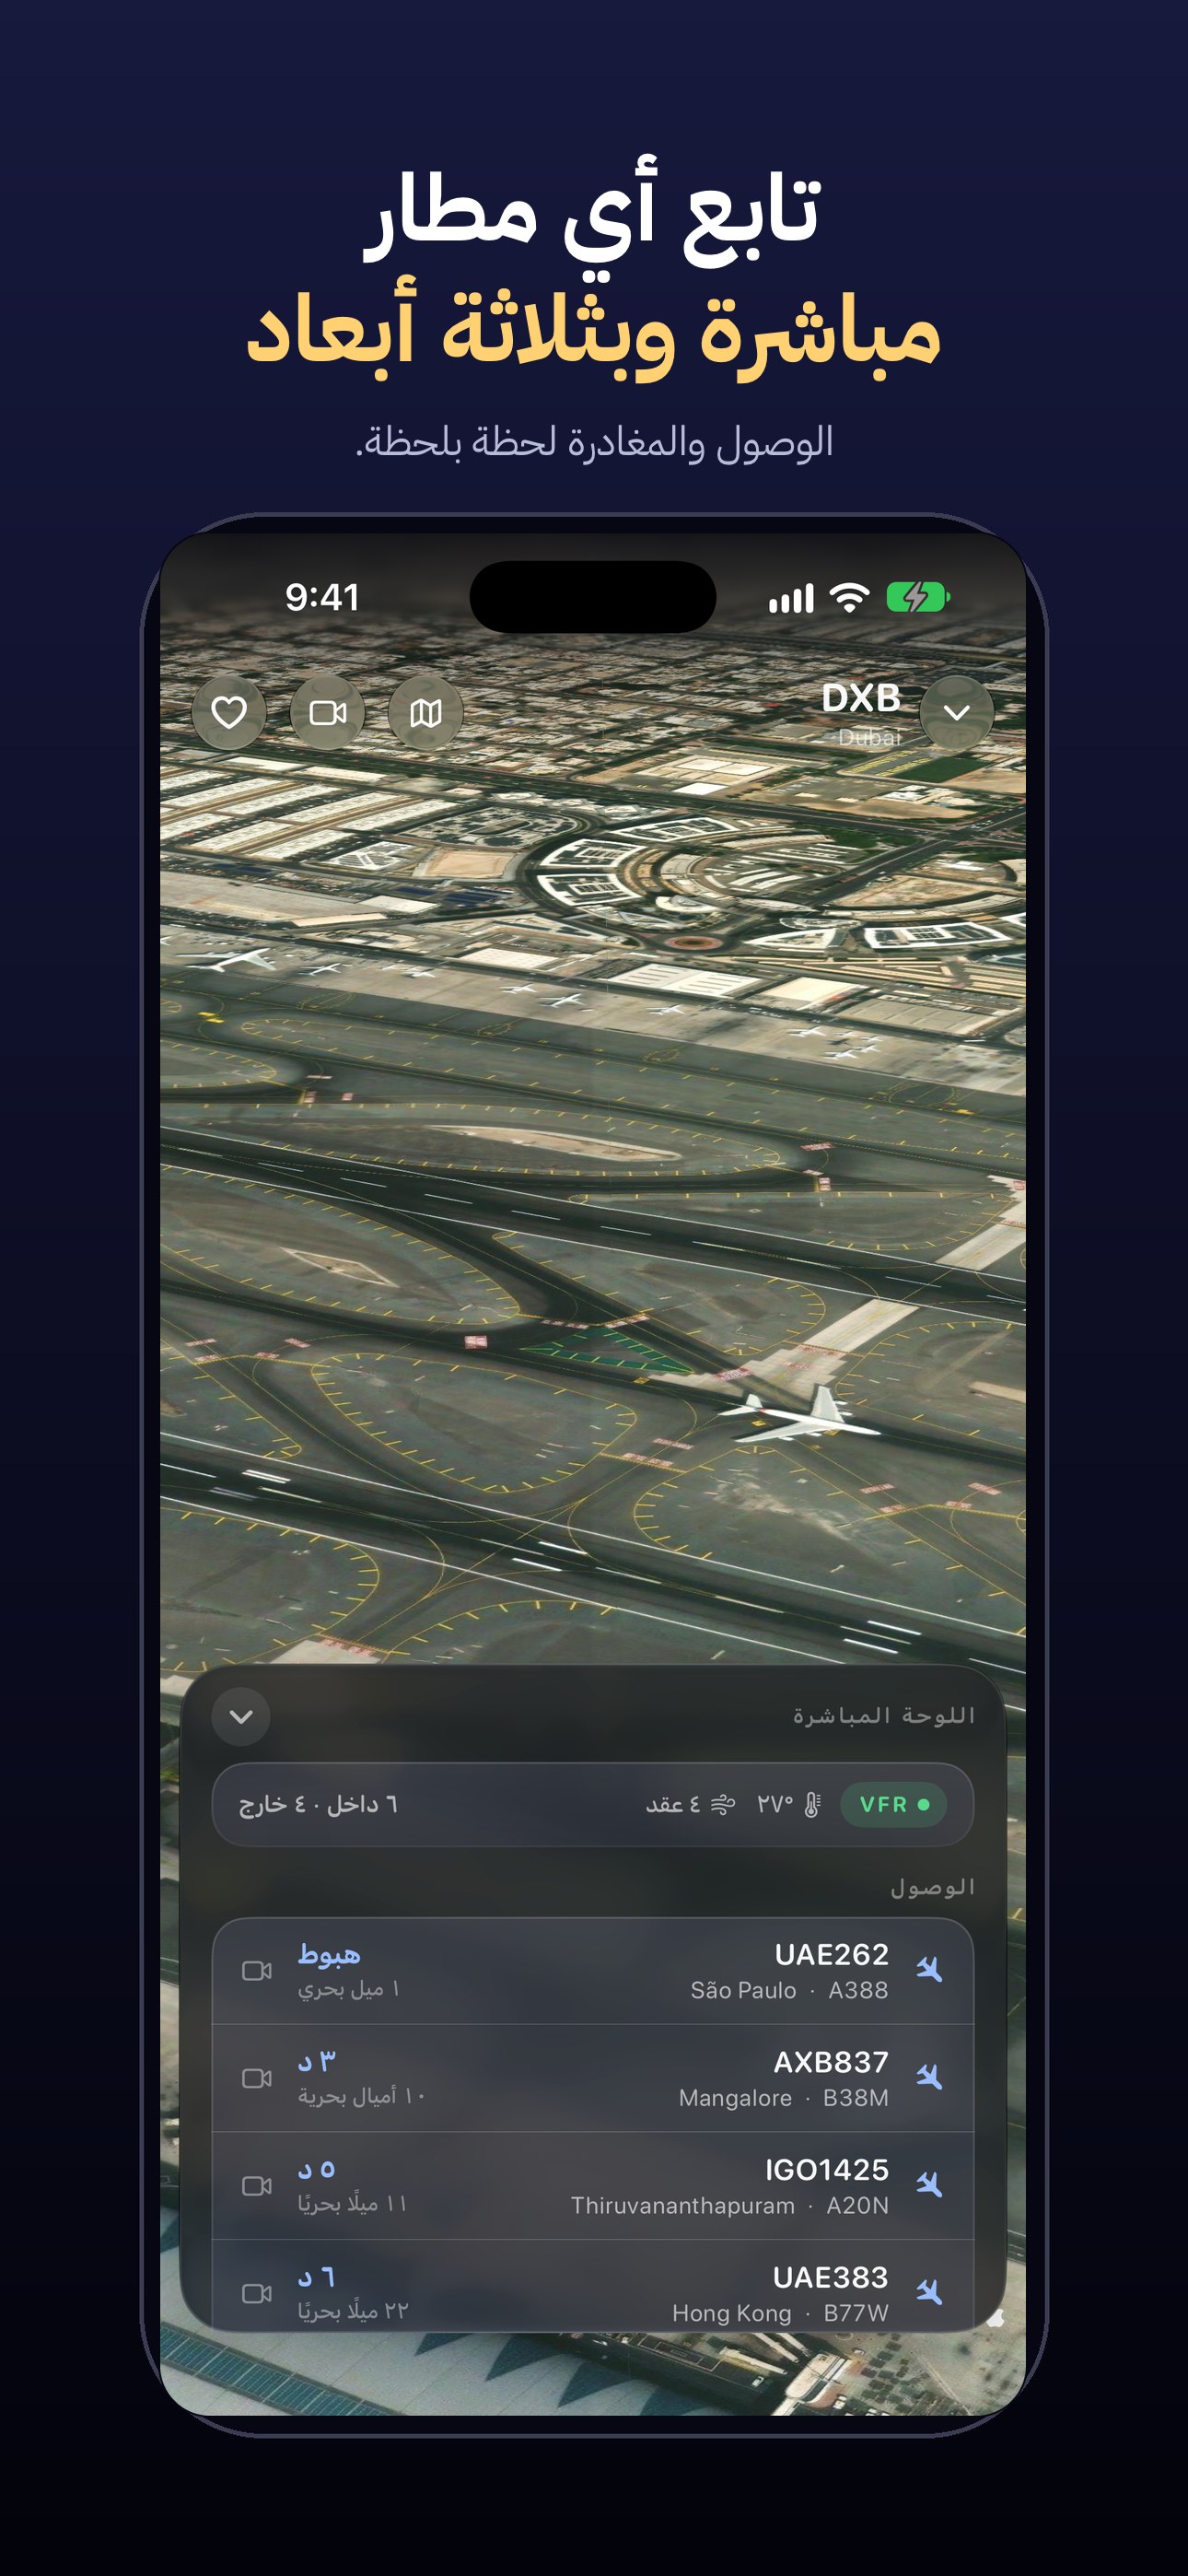 تابع أي مطار
مباشرة وبثلاثة أبعاد
الوصول والمغادرة لحظة بلحظة.
9:41
DXB
Dubai
اللوحة المباشرة
VFR ٢٧° ٤ عقد ٦ داخل · ٤ خارج
الوصول
UAE262 هبوط
São Paulo · A388 ١ ميل بحري
AXB837 ٣ د
Mangalore · B38M ١٠ أميال بحرية
IGO1425 ٥ د
Thiruvananthapuram · A20N ١١ ميلًا بحريًا
UAE383 ٦ د
Hong Kong · B77W ٢٢ ميلًا بحريًا